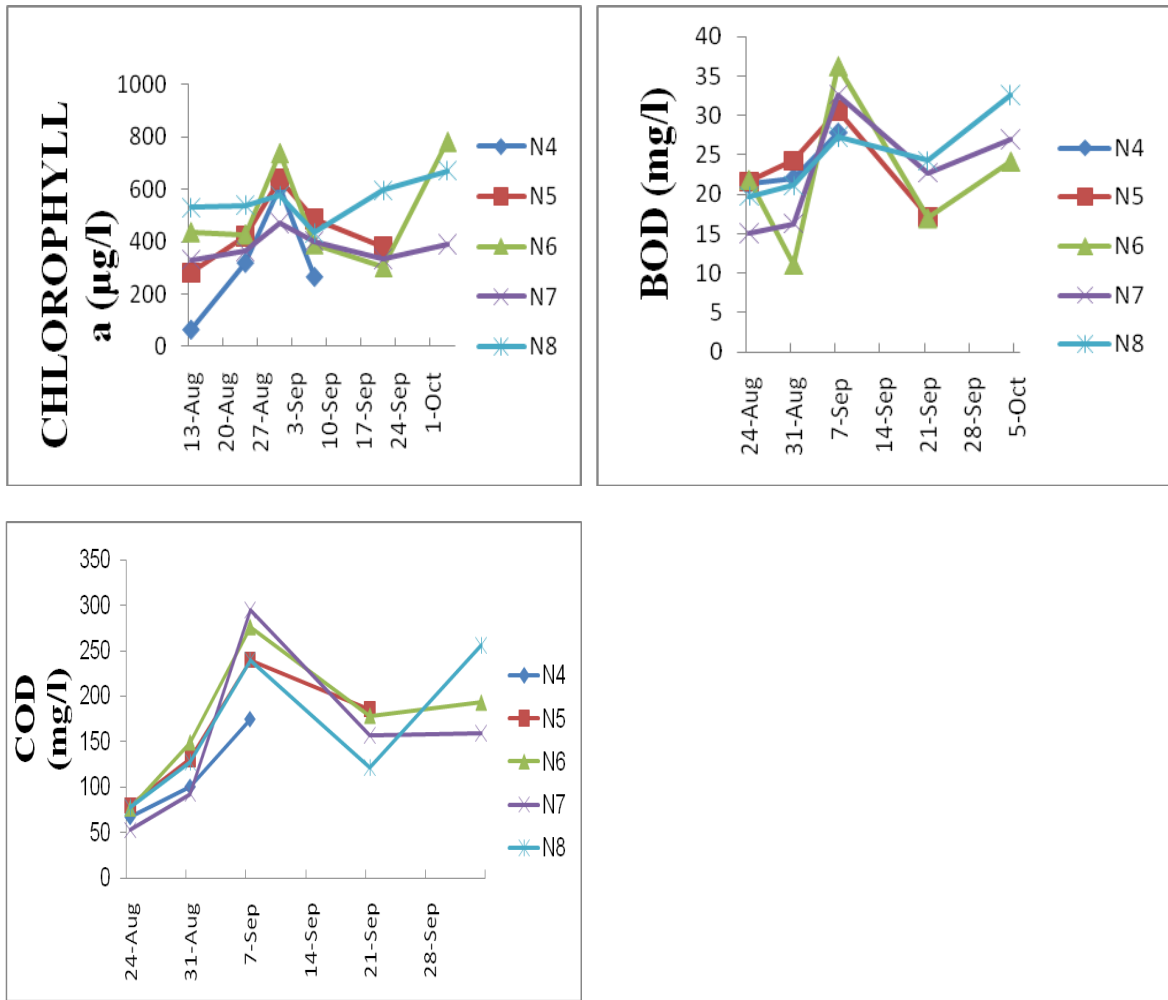 CHLOROPHYLL
a (µg/l)
1000
800
600
400
200
0
13-Aug
20-Aug
27-Aug
3-Sep
10-Sep
17-Sep
24-Sep
1-Oct
N4
N5
N6
N7
N8
BOD (mg/l)
40
35
30
25
20
15
10
5
0
24-Aug
31-Aug
7-Sep
14-Sep
21-Sep
28-Sep
5-Oct
N4
N5
N6
N7
N8
COD
(mg/l)
350
300
250
200
150
100
50
0
24-Aug
31-Aug
7-Sep
14-Sep
21-Sep
28-Sep
N4
N5
N6
N7
N8